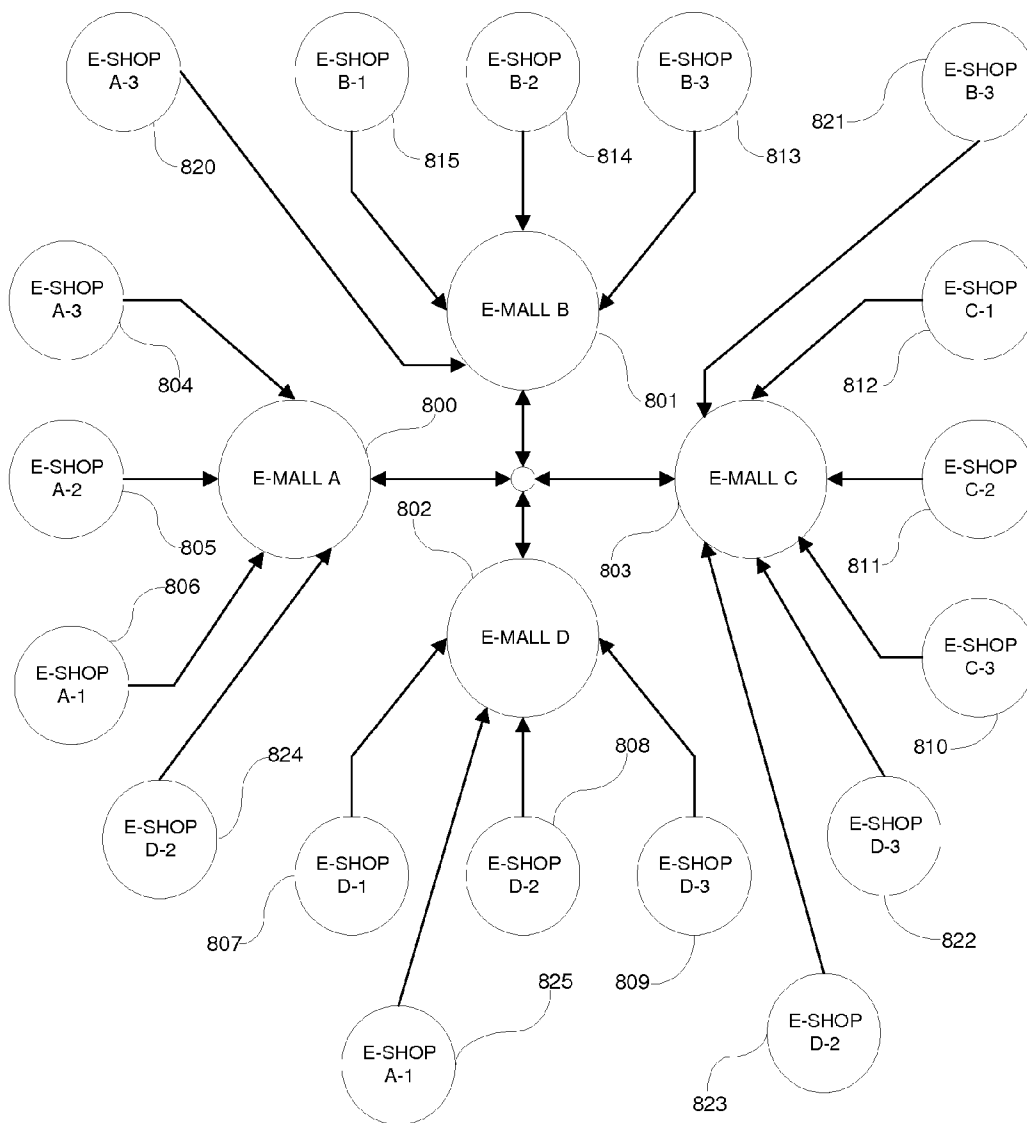 E-SHOP
A-3
820
E-SHOP
B-1
815
E-SHOP
B-2
814
E-SHOP
B-3
813
E-SHOP
B-3
821
E-SHOP
A-3
804
E-MALL B
801
E-SHOP
C-1
812
E-SHOP
A-2
805
E-MALL A
800
E-MALL C
803
E-SHOP
C-2
811
802
E-MALL D
806
E-SHOP
A-1
E-SHOP
C-3
810
E-SHOP
D-2
824
E-SHOP
D-1
807
E-SHOP
D-2
808
E-SHOP
D-3
809
E-SHOP
D-3
822
E-SHOP
A-1
825
E-SHOP
D-2
823